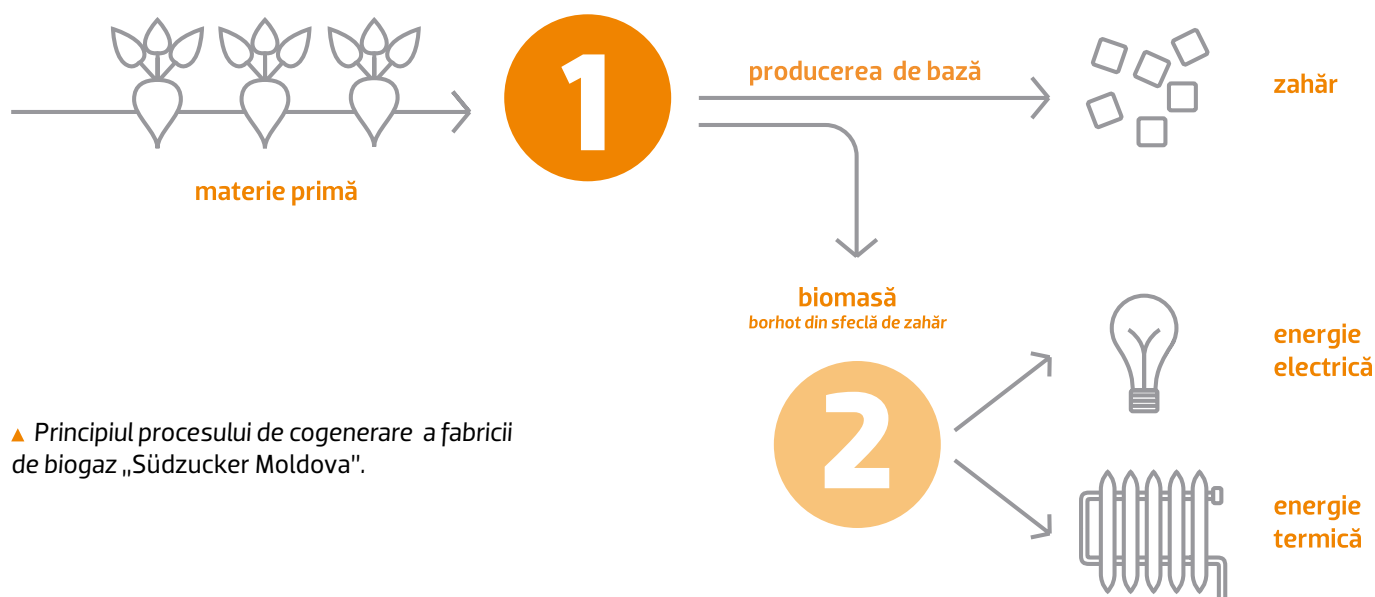 materie primă
1
producerea de bază
zahăr
biomasă
borhot din sfeclă de zahăr
2
energie
electrică
energie
termică
▲ Principiul procesului de cogenerare a fabricii
de biogaz „Südzucker Moldova”.